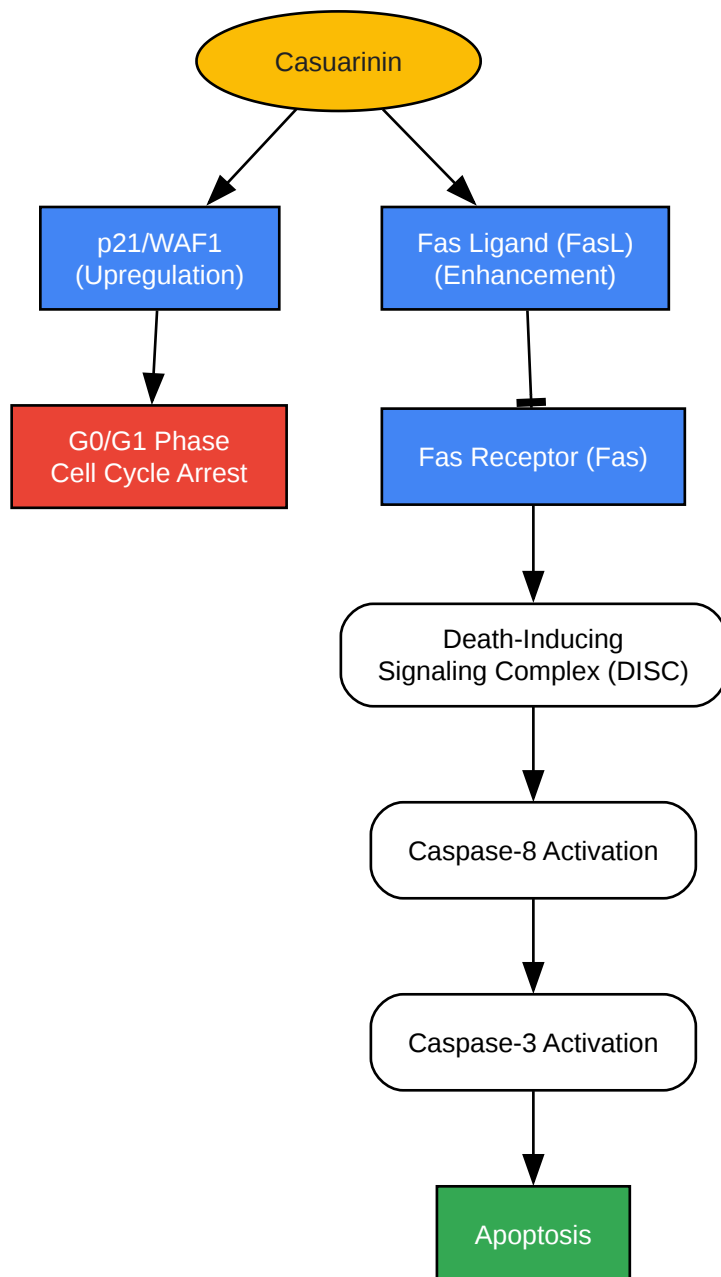 Casuarinin
p21/WAF1
(Upregulation)
Fas Ligand (FasL)
(Enhancement)
G0/G1 Phase
Cell Cycle Arrest
Fas Receptor (Fas)
Death-Inducing
Signaling Complex (DISC)
Caspase-8 Activation
Caspase-3 Activation
Apoptosis